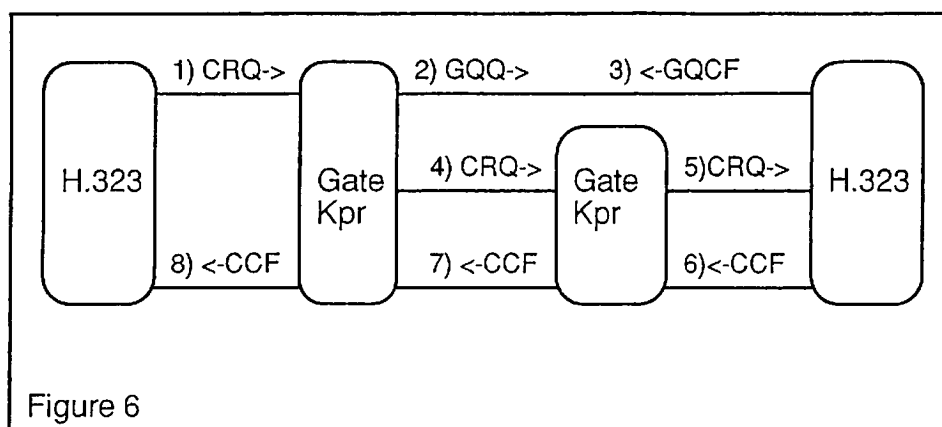 1) CRQ-> 2) GQQ-> 3) <-GQCF
4) CRQ-> 5)CRQ->
H.323 Gate Kpr Gate Kpr H.323
8) <-CCF 7) <-CCF 6)<-CCF
Figure 6